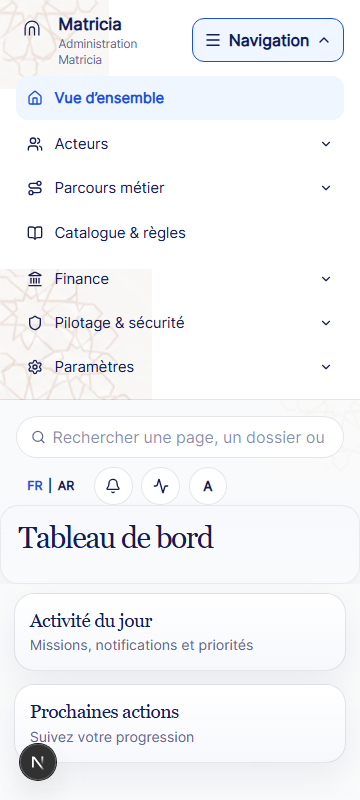 Matricia
Administration
Matricia
Navigation
Vue d’ensemble
Acteurs
Parcours métier
Catalogue & règles
Finance
Pilotage & sécurité
Paramètres
Rechercher une page, un dossier ou
FR | AR
A
Tableau de bord
Activité du jour
Missions, notifications et priorités
Prochaines actions
Suivez votre progression
N